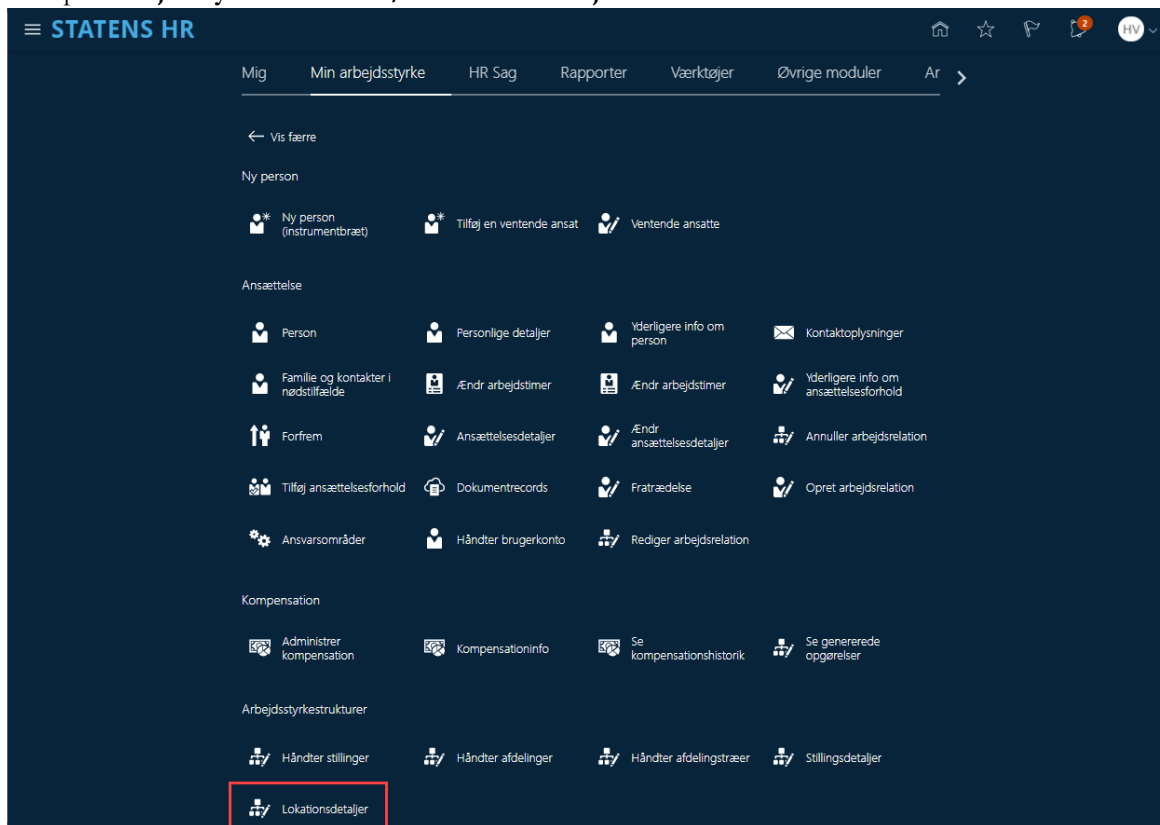 STATENS HR
2
HV
Mig Min arbejdsstyrke HR Sag Rapporter Værktøjer Øvrige moduler Ar
Vis færre
Ny person
Ny person
(instrumentbræt)
Tilføj en ventende ansat
Ventende ansatte
Ansættelse
Person
Personlige detaljer
Yderligere info om
person
Kontaktoplysninger
Familie og kontakter i
nødstilfælde
Ændr arbejdstimer
Ændr arbejdstimer
Yderligere info om
ansættelsesforhold
Forfrem
Ansættelsesdetaljer
Ændr
ansættelsesdetaljer
Annuller arbejdsrelation
Tilføj ansættelsesforhold
Dokumentrecords
Fratrædelse
Opret arbejdsrelation
Ansvarsområder
Håndter brugerkonto
Rediger arbejdsrelation
Kompensation
Administrer
kompensation
Kompensationinfo
Se
kompensationshistorik
Se genererede
opgørelser
Arbejdsstyrkestrukturer
Håndter stillinger
Håndter afdelinger
Håndter afdelingstræer
Stillingsdetaljer
Lokationsdetaljer